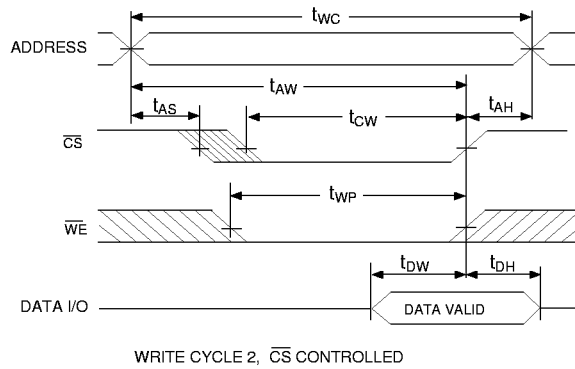 tWC
ADDRESS
tAW
tAS
tCW
tAH
CS
tWP
WE
tDW
tDH
DATA I/O
DATA VALID
WRITE CYCLE 2, CS CONTROLLED